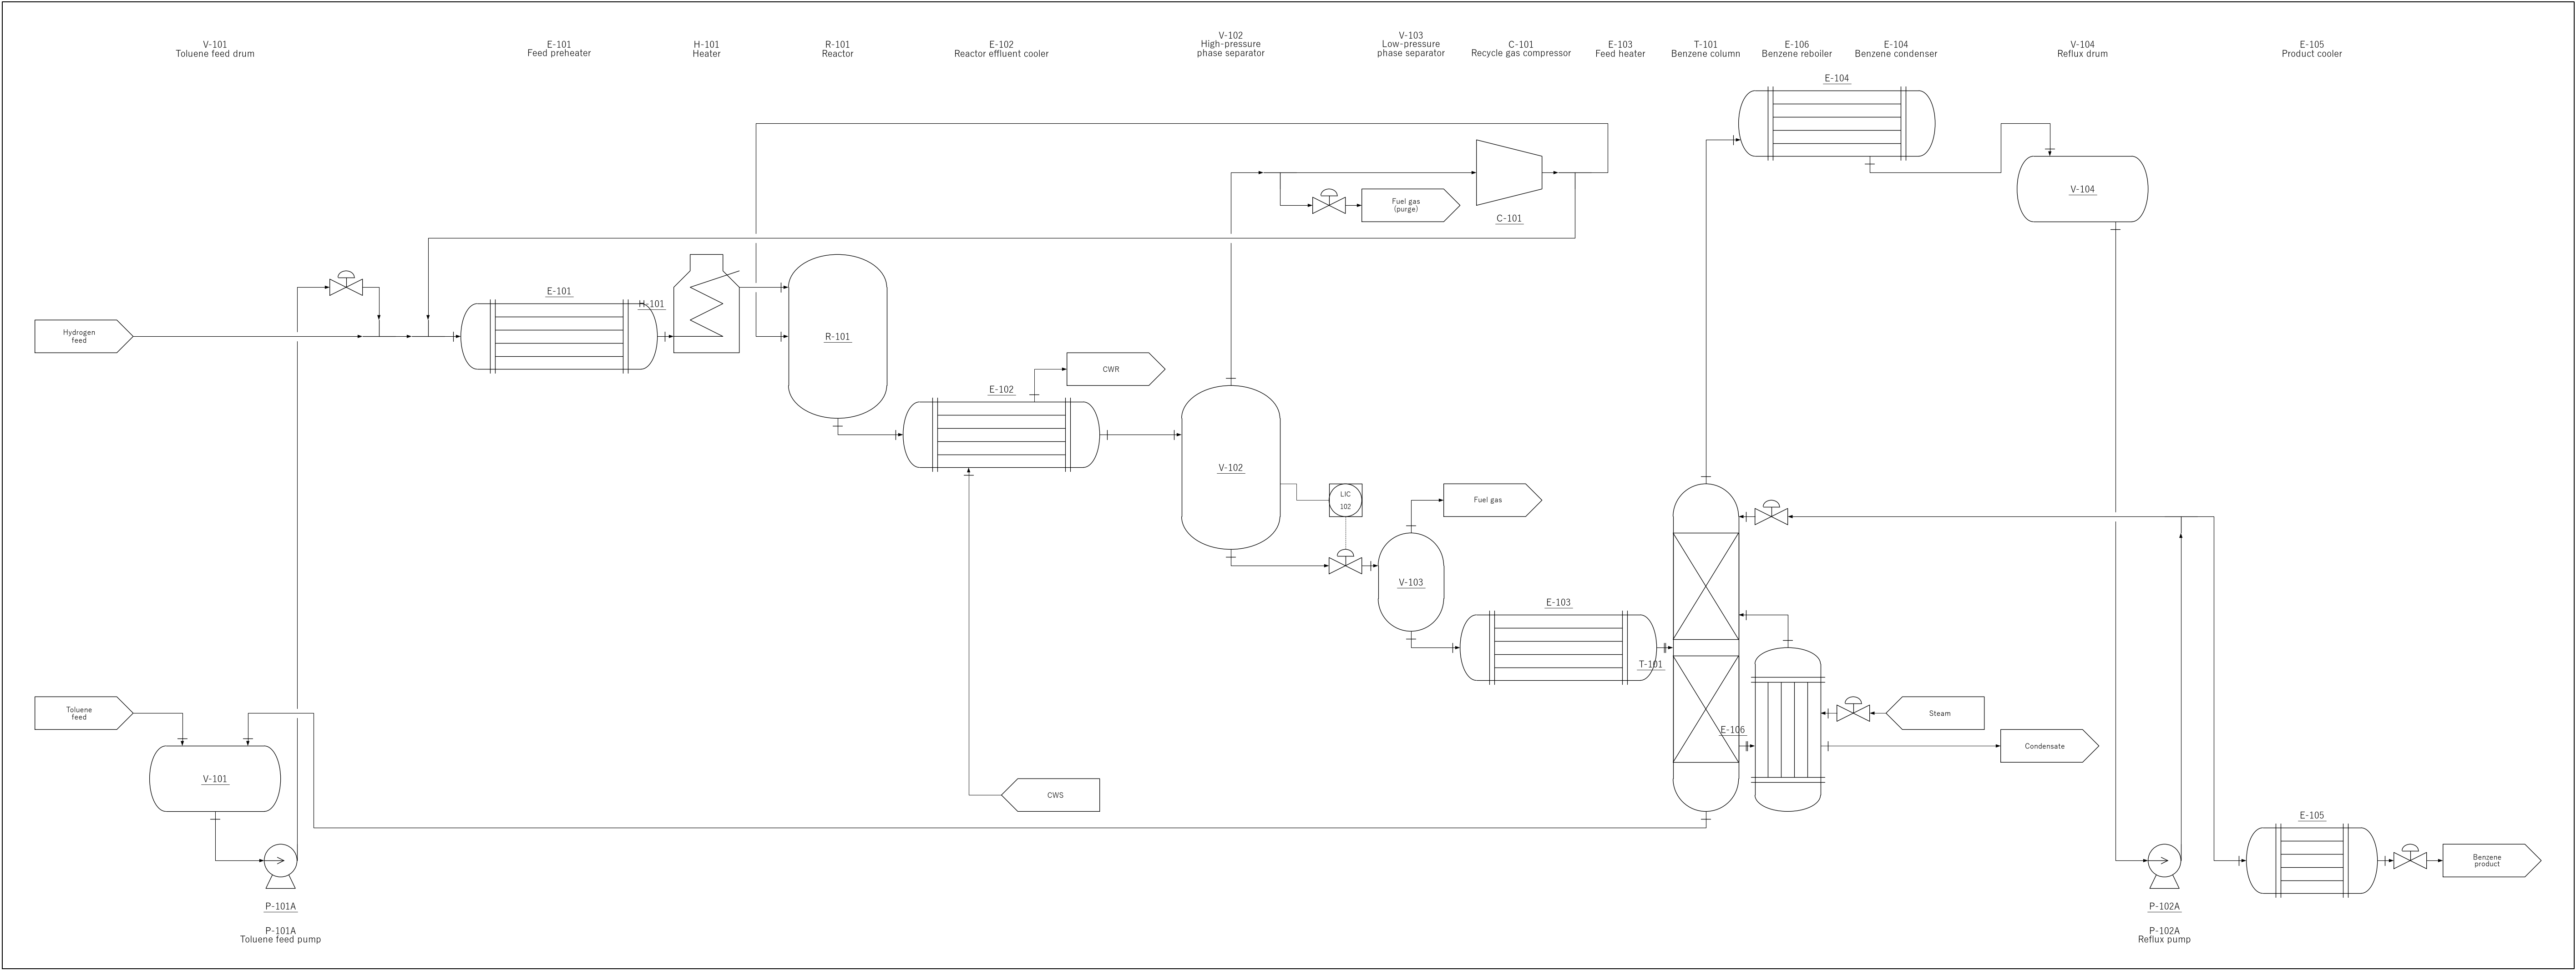 V-101
Toluene feed drum
E-101
Feed preheater
H-101
Heater
R-101
Reactor
E-102
Reactor effluent cooler
V-102
High-pressure
phase separator
V-103
Low-pressure
phase separator
C-101
Recycle gas compressor
E-103
Feed heater
T-101
Benzene column
E-106
Benzene reboiler
E-104
Benzene condenser
V-104
Reflux drum
E-105
Product cooler
E-104
V-104
Fuel gas
(purge)
C-101
E-101
H-101
Hydrogen
feed
R-101
CWR
E-102
V-102
LIC
102
Fuel gas
V-103
E-103
T-101
Toluene
feed
Steam
E-106
Condensate
V-101
CWS
E-105
Benzene
product
P-101A
P-102A
P-101A
Toluene feed pump
P-102A
Reflux pump